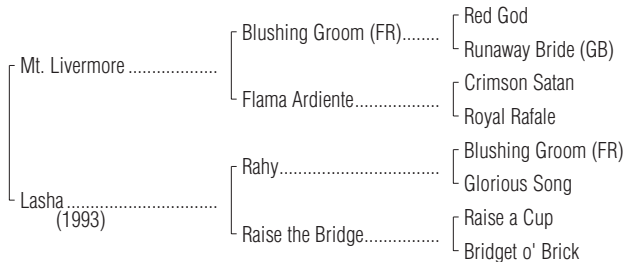 Red God
Blushing Groom (FR)........
Runaway Bride (GB)
Mt. Livermore ...................
Crimson Satan
Flama Ardiente..................
Royal Rafale
Blushing Groom (FR)
Rahy..................................
Glorious Song
Lasha ................................
(1993)
Raise a Cup
Raise the Bridge................
Bridget o' Brick